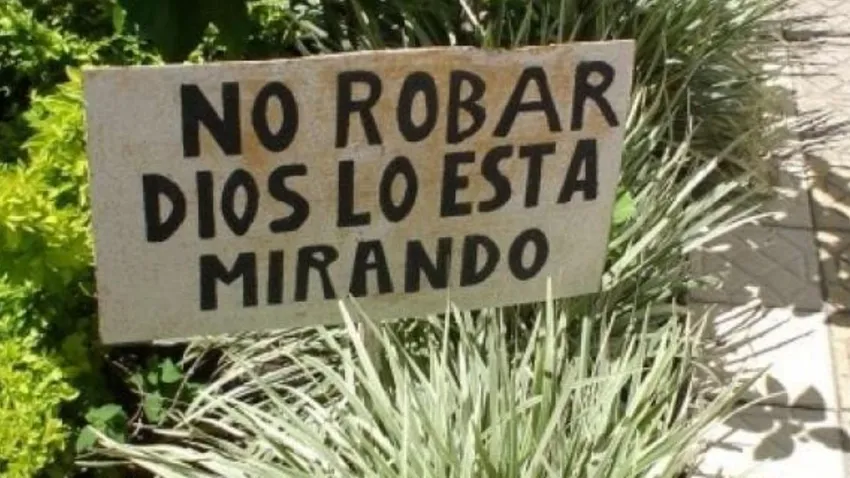 NO ROBAR
DIOS LO ESTA
MIRANDO